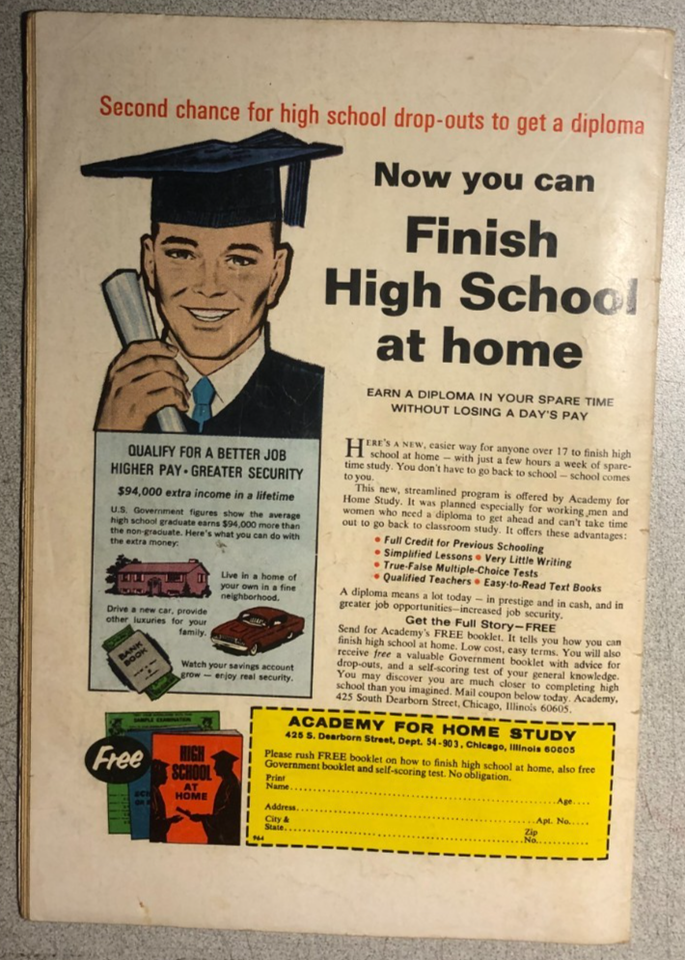 Second chance for high school drop-outs to get a diploma
Now you can
Finish
High School
at home
EARN A DIPLOMA IN YOUR SPARE TIME
WITHOUT LOSING A DAY'S PAY
QUALIFY FOR A BETTER JOB
HIGHER PAY • GREATER SECURITY
$94,000 extra income in a lifetime
U.S. Government figures show the average
high school graduate earns $94,000 more than
the non-graduate. Here's what you can do with
the extra money:
Live in a home of
your own in a fine
neighborhood.
Drive a new car, provide
other luxuries for your
family.
BANK
BOOK
Watch your savings account
grow — enjoy real security.
HERE'S A NEW, easier way for anyone over 17 to finish high
school at home — with just a few hours a week of spare-
time study. You don't have to go back to school — school comes
to you.
This new, streamlined program is offered by Academy for
Home Study. It was planned especially for working men and
women who need a diploma to get ahead and can't take time
out to go back to classroom study. It offers these advantages:
• Full Credit for Previous Schooling
• Simplified Lessons • Very Little Writing
• True-False Multiple-Choice Tests
• Qualified Teachers • Easy-to-Read Text Books
A diploma means a lot today — in prestige and in cash, and in
greater job opportunities—increased job security.
Get the Full Story—FREE
Send for Academy's FREE booklet. It tells you how you can
finish high school at home. Low cost, easy terms. You will also
receive free a valuable Government booklet with advice for
drop-outs, and a self-scoring test of your general knowledge.
You may discover you are much closer to completing high
school than you imagined. Mail coupon below today. Academy,
425 South Dearborn Street, Chicago, Illinois 60605.
Free
SAMPLE EXAMINATION
HIGH
SCHOOL
AT
HOME
ACADEMY FOR HOME STUDY
425 S. Dearborn Street, Dept. 54-903, Chicago, Illinois 60605
Please rush FREE booklet on how to finish high school at home, also free
Government booklet and self-scoring test. No obligation.
Print
Name Age
Address Apt. No.
City &
State Zip
No.
964